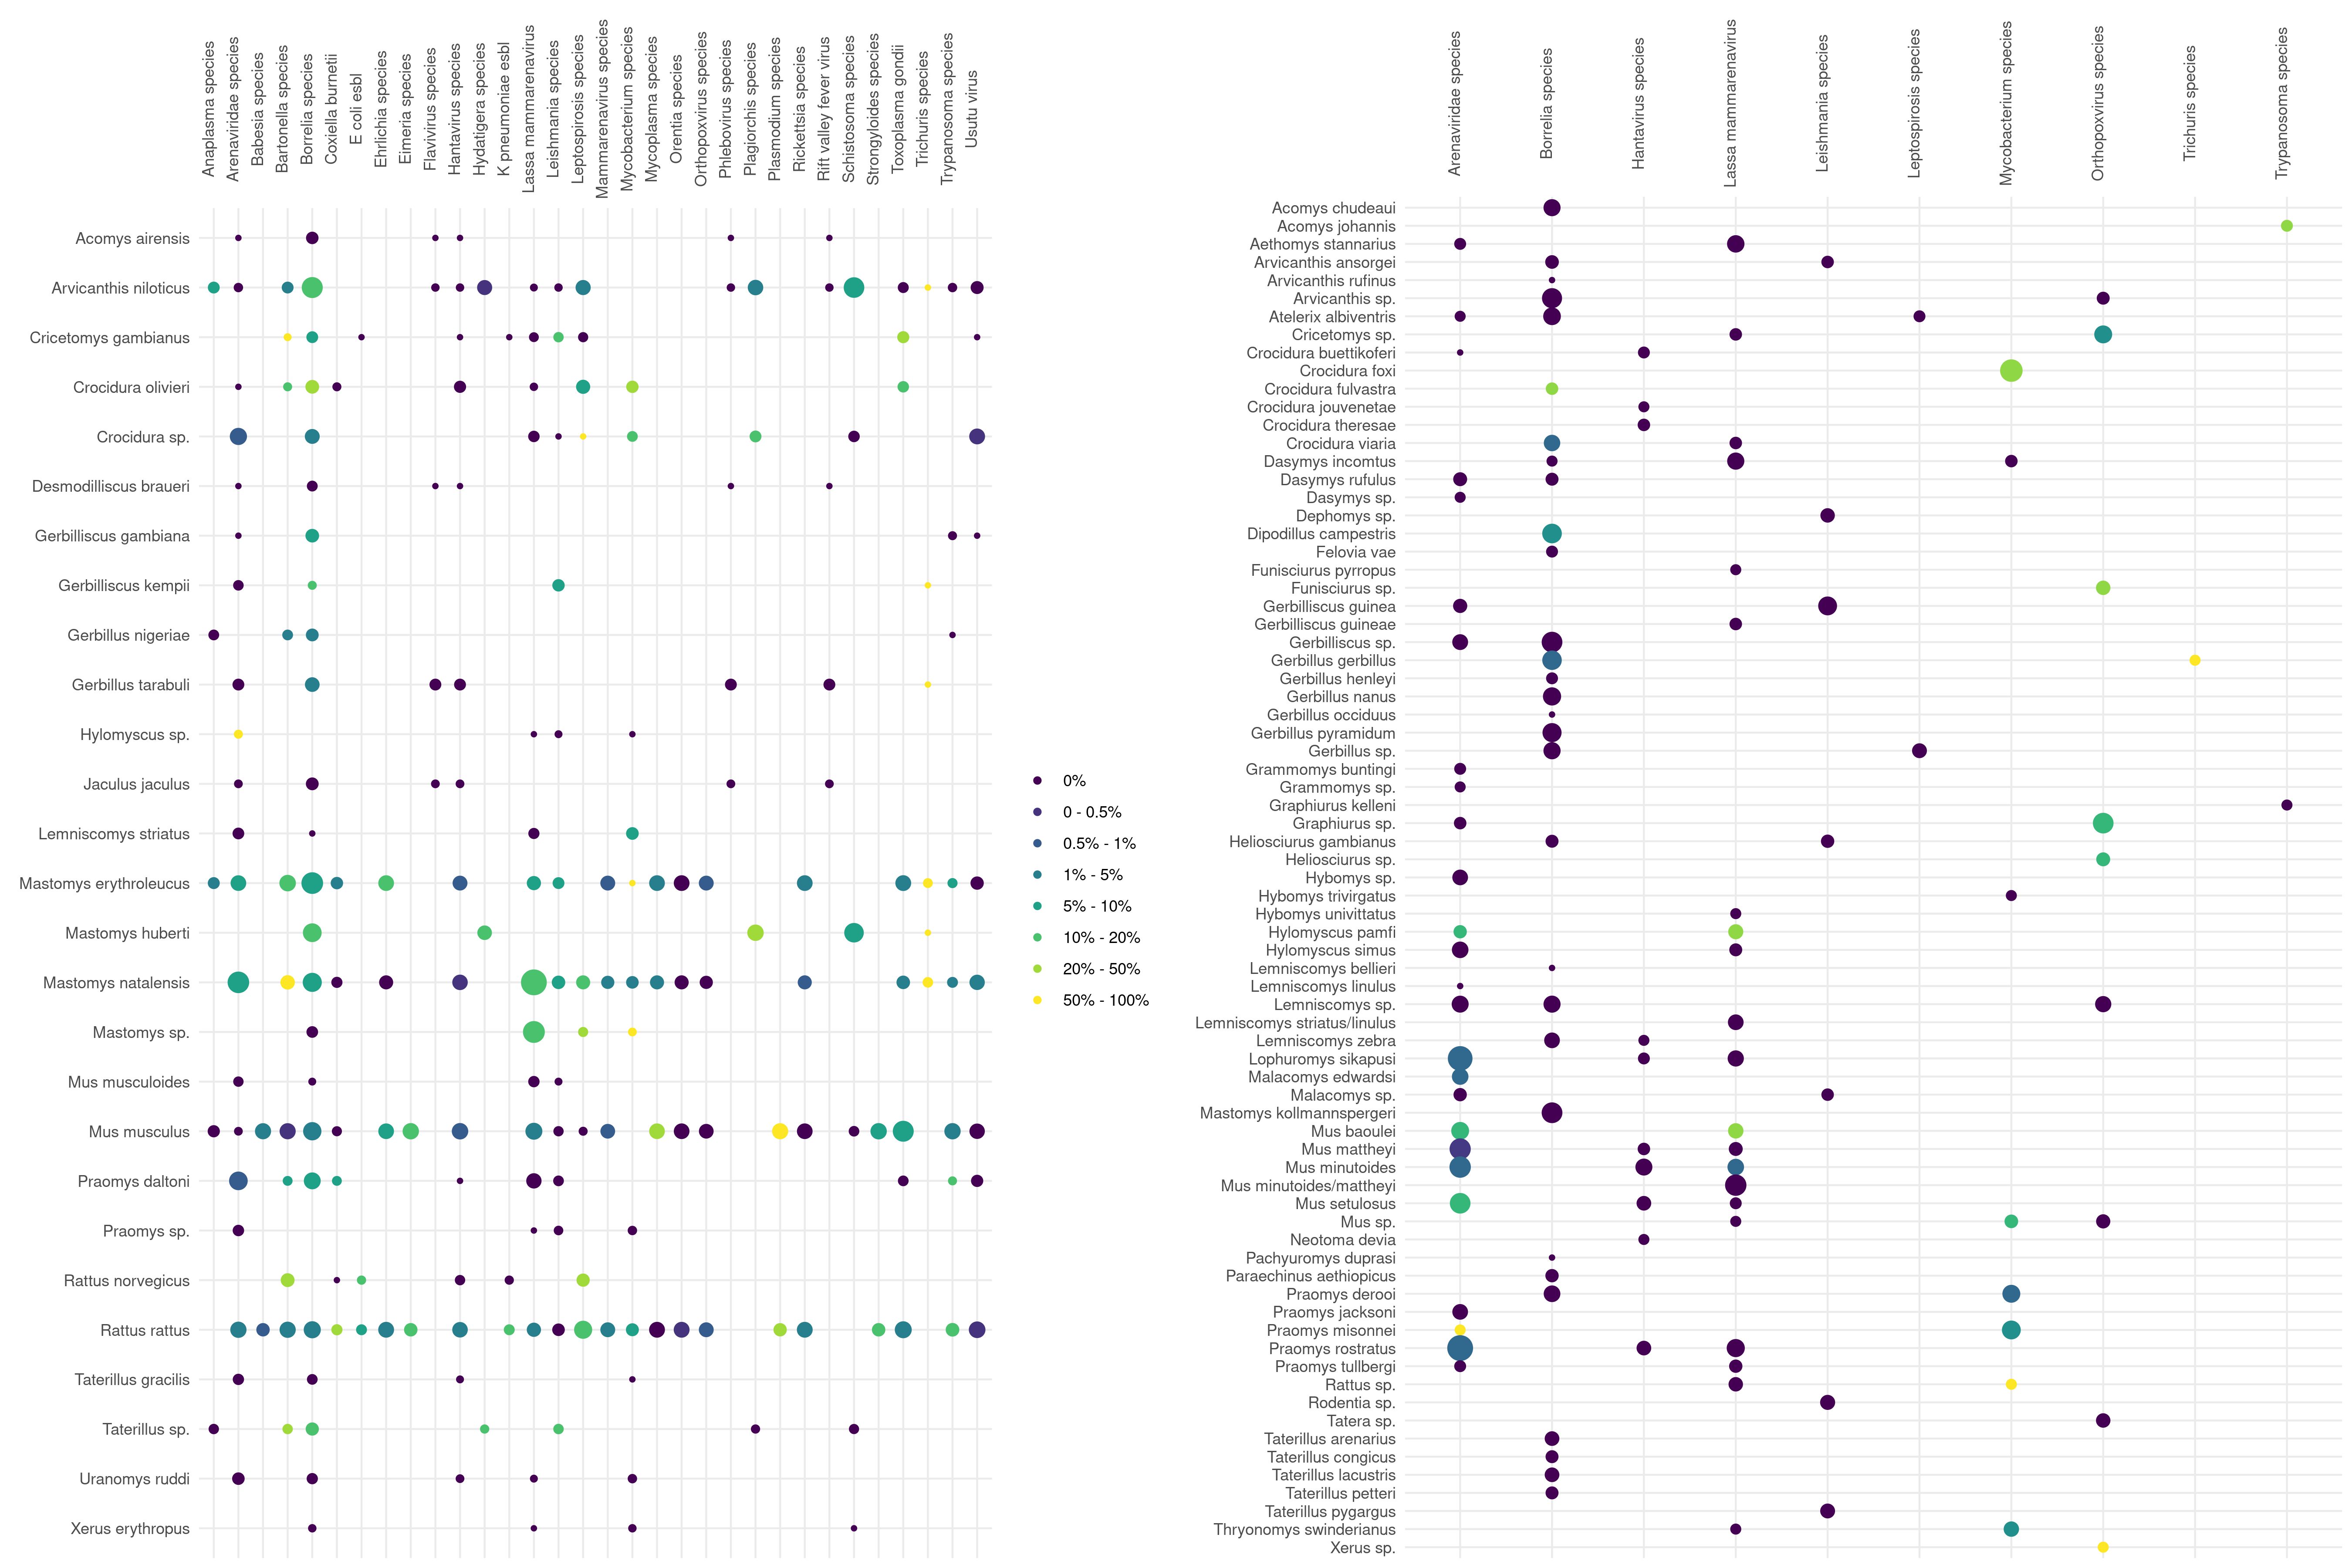 Anaplasma species
Arenaviridae species
Babesia species
Bartonella species
Borrelia species
Coxiella burnetii
E coli esbl
Ehrlichia species
Eimeria species
Flavivirus species
Hantavirus species
Hydatigera species
K pneumoniae esbl
Lassa mammarenavirus
Leishmania species
Leptospirosis species
Mammarenavirus species
Mycobacterium species
Mycoplasma species
Orentia species
Orthopoxvirus species
Phlebovirus species
Plagiorchis species
Plasmodium species
Rickettsia species
Rift valley fever virus
Schistosoma species
Strongyloides species
Toxoplasma gondii
Trichuris species
Trypanosoma species
Usutu virus
Acomys airensis
Arvicanthis niloticus
Cricetomys gambianus
Crocidura olivieri
Crocidura sp.
Desmodilliscus braueri
Gerbilliscus gambiana
Gerbilliscus kempii
Gerbillus nigeriae
Gerbillus tarabuli
Hylomyscus sp.
Jaculus jaculus
Lemniscomys striatus
Mastomys erythroleucus
Mastomys huberti
Mastomys natalensis
Mastomys sp.
Mus musculoides
Mus musculus
Praomys daltoni
Praomys sp.
Rattus norvegicus
Rattus rattus
Taterillus gracilis
Taterillus sp.
Uranomys ruddi
Xerus erythropus
0%
0 - 0.5%
0.5% - 1%
1% - 5%
5% - 10%
10% - 20%
20% - 50%
50% - 100%
Arenaviridae species
Borrelia species
Hantavirus species
Lassa mammarenavirus
Leishmania species
Leptospirosis species
Mycobacterium species
Orthopoxvirus species
Trichuris species
Trypanosoma species
Acomys chudeaui
Acomys johannis
Aethomys stannarius
Arvicanthis ansorgei
Arvicanthis rufinus
Arvicanthis sp.
Atelerix albiventris
Cricetomys sp.
Crocidura buettikoferi
Crocidura foxi
Crocidura fulvastra
Crocidura jouvenetae
Crocidura theresae
Crocidura viaria
Dasymys incomtus
Dasymys rufulus
Dasymys sp.
Dephomys sp.
Dipodillus campestris
Felovia vae
Funisciurus pyrropus
Funisciurus sp.
Gerbilliscus guinea
Gerbilliscus guineae
Gerbilliscus sp.
Gerbillus gerbillus
Gerbillus henleyi
Gerbillus nanus
Gerbillus occiduus
Gerbillus pyramidum
Gerbillus sp.
Grammomys buntingi
Grammomys sp.
Graphiurus kelleni
Graphiurus sp.
Heliosciurus gambianus
Heliosciurus sp.
Hybomys sp.
Hybomys trivirgatus
Hybomys univittatus
Hylomyscus pamfi
Hylomyscus simus
Lemniscomys bellieri
Lemniscomys linulus
Lemniscomys sp.
Lemniscomys striatus/linulus
Lemniscomys zebra
Lophuromys sikapusi
Malacomys edwardsi
Malacomys sp.
Mastomys kollmannspergeri
Mus baoulei
Mus mattheyi
Mus minutoides
Mus minutoides/mattheyi
Mus setulosus
Mus sp.
Neotoma devia
Pachyuromys duprasi
Paraechinus aethiopicus
Praomys derooi
Praomys jacksoni
Praomys misonnei
Praomys rostratus
Praomys tullbergi
Rattus sp.
Rodentia sp.
Tatera sp.
Taterillus arenarius
Taterillus congicus
Taterillus lacustris
Taterillus petteri
Taterillus pygargus
Thryonomys swinderianus
Xerus sp.